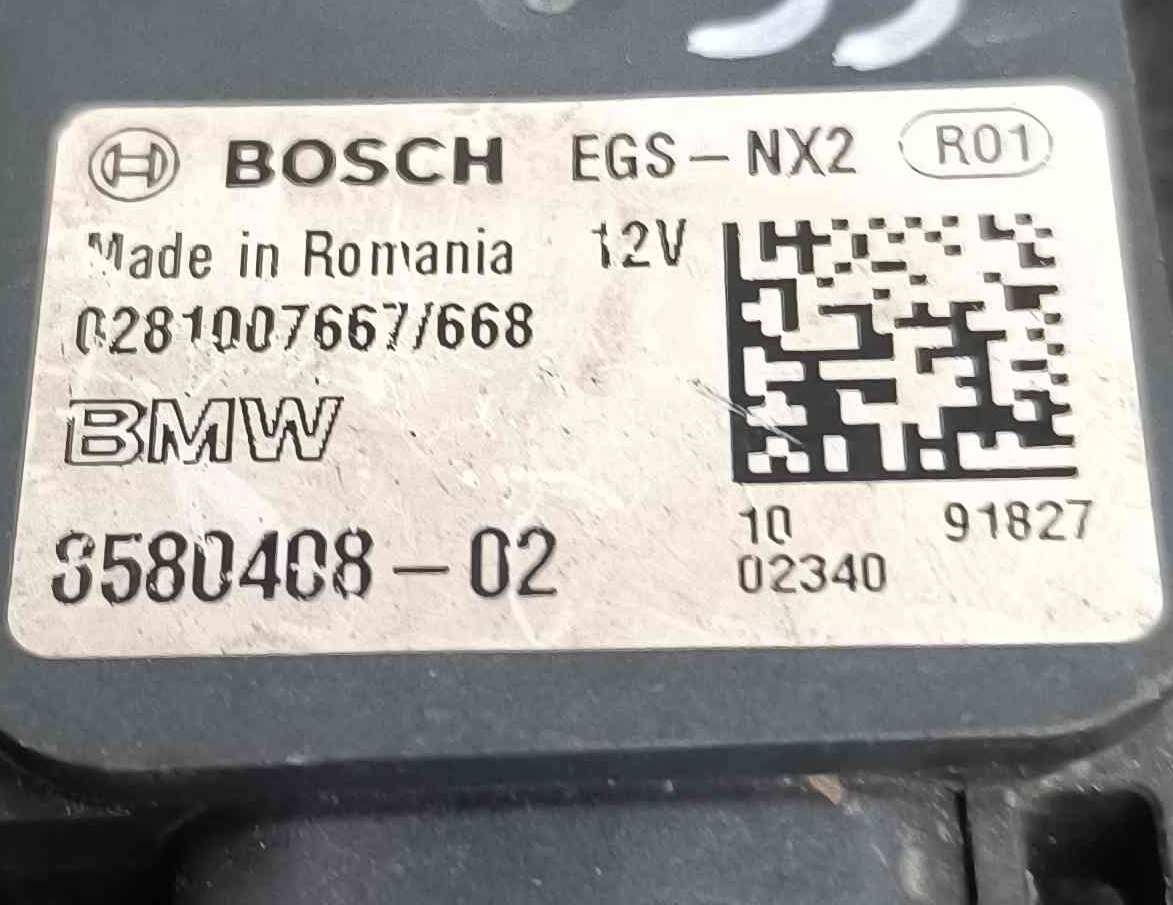 BOSCH EGS-NX2 R01
Made in Romania 12V
0281007667/668
BMW
8580408-02
10 91827
02340